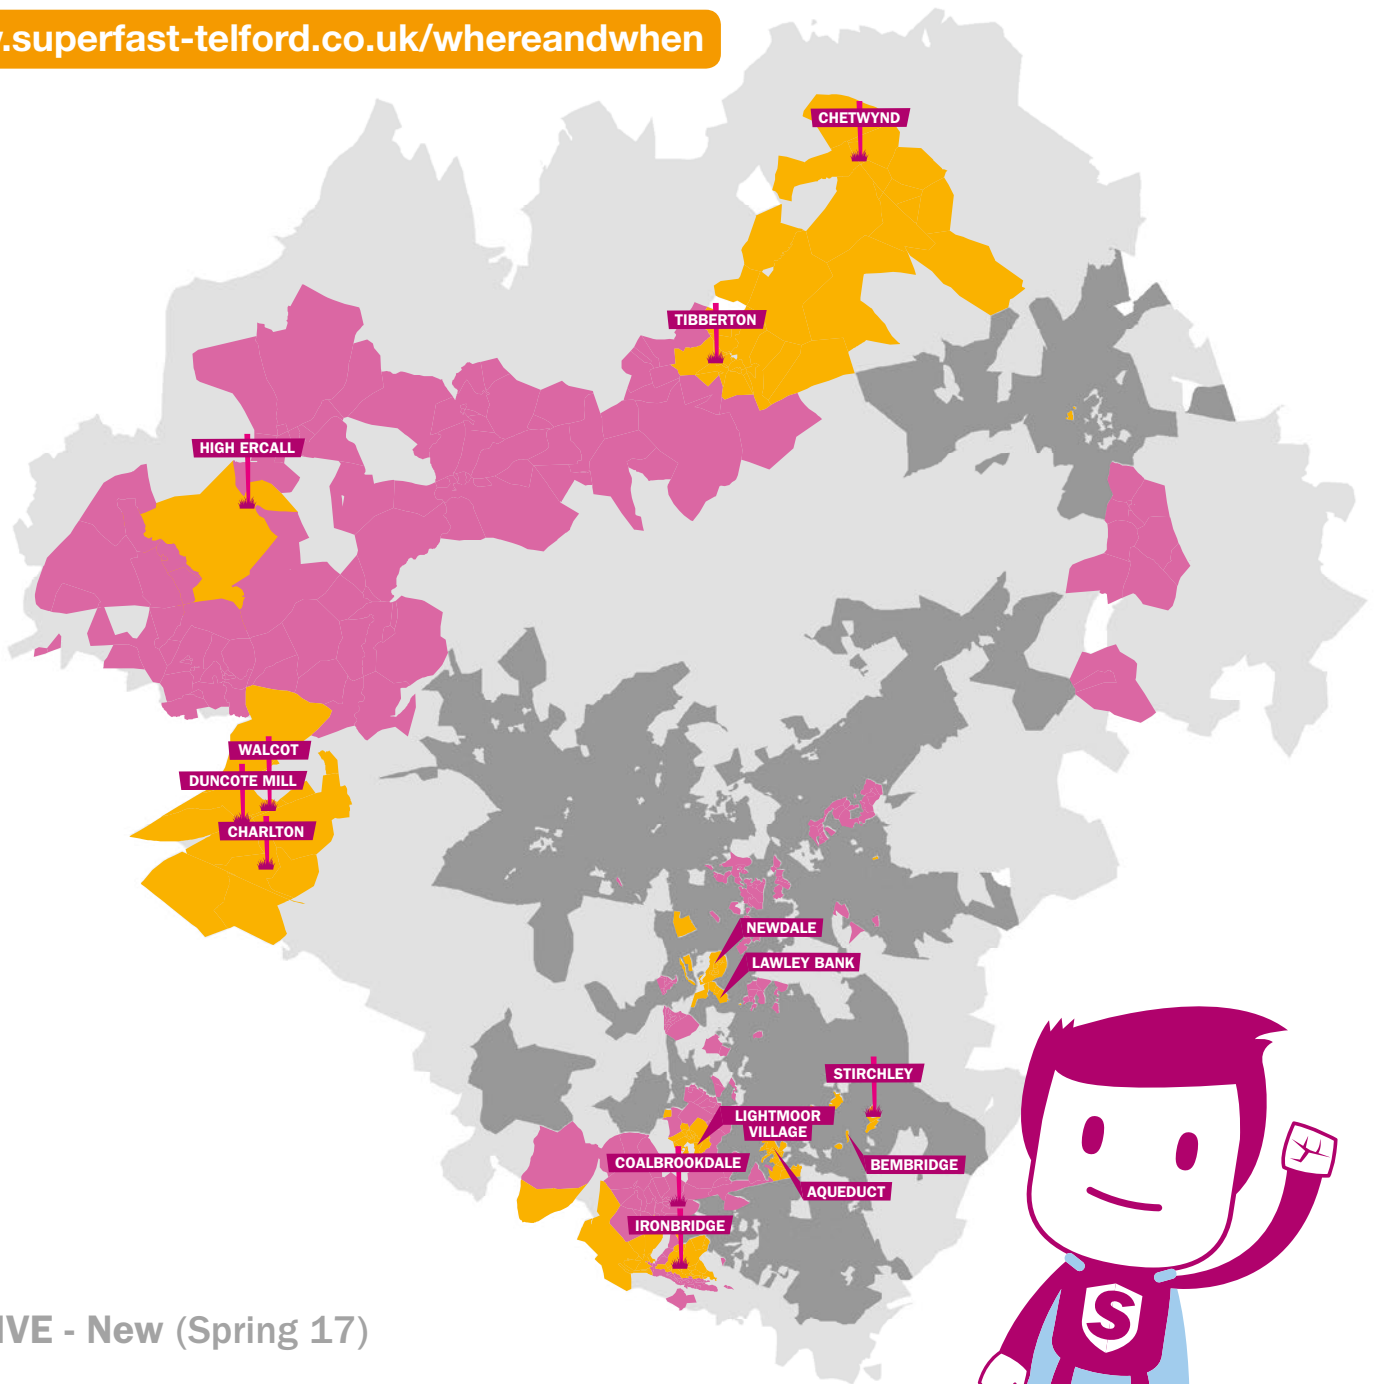 .superfast-telford.co.uk/whereandwhen
CHETWYND
TIBBERTON
HIGH ERCALL
WALCOT
DUNCOTE MILL
CHARLTON
NEWDALE
LAWLEY BANK
STIRCHLEY
LIGHTMOOR
VILLAGE
COALBROOKDALE
BEMBRIDGE
AQUEDUCT
IRONBRIDGE
IVE - New (Spring 17)
S